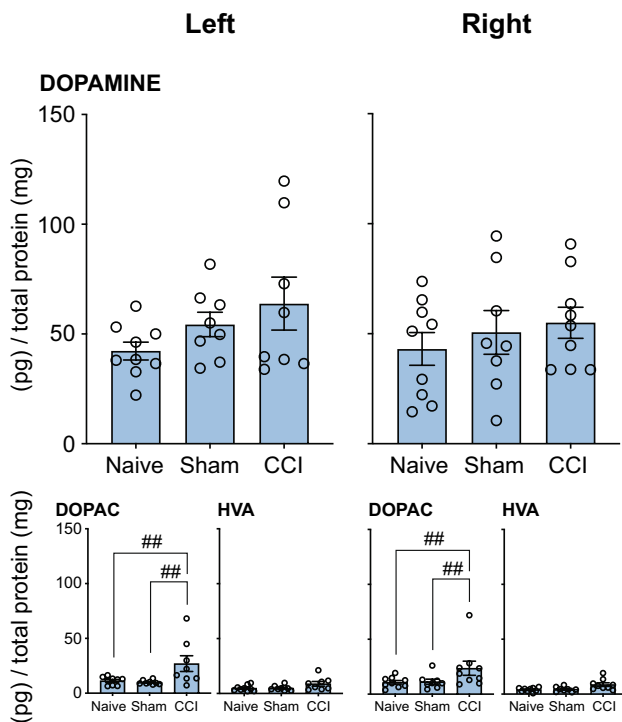 Left Right
DOPAMINE
(pg) / total protein (mg)
150
100
50
0
Naive Sham CCI
Naive Sham CCI
(pg) / total protein (mg)
DOPAC
150
100
50
0
##
##
Naive Sham CCI
HVA
Naive Sham CCI
DOPAC
##
##
Naive Sham CCI
HVA
Naive Sham CCI